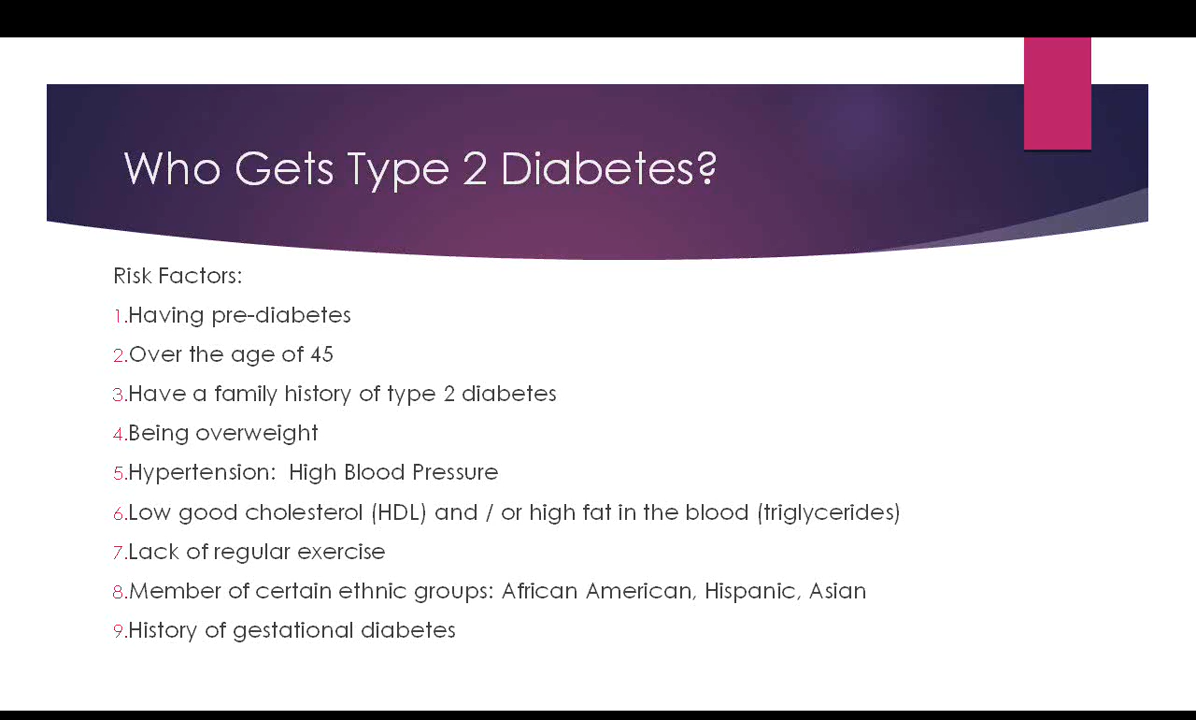 Who Gets Type 2 Diabetes?
Risk Factors:
1.Having pre-diabetes
2.Over the age of 45
3.Have a family history of type 2 diabetes
4.Being overweight
5.Hypertension:  High Blood Pressure
6.Low good cholesterol (HDL) and / or high fat in the blood (triglycerides)
7.Lack of regular exercise
8.Member of certain ethnic groups: African American, Hispanic, Asian
9.History of gestational diabetes